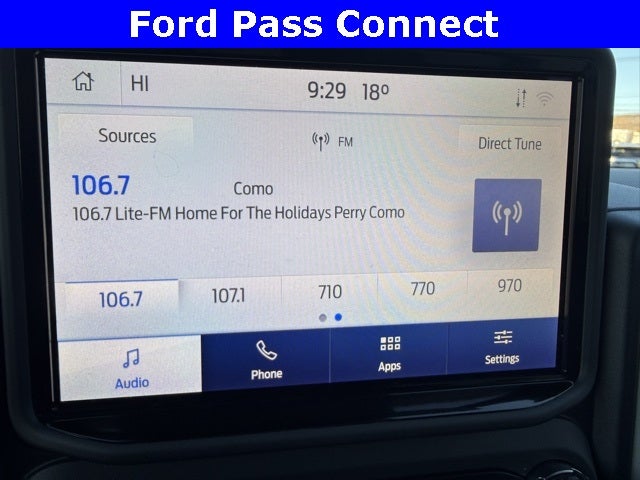 Ford Pass Connect
HI 9:29 18°
Sources FM Direct Tune
106.7 Como
106.7 Lite-FM Home For The Holidays Perry Como
106.7 107.1 710 770 970
Audio Phone Apps Settings